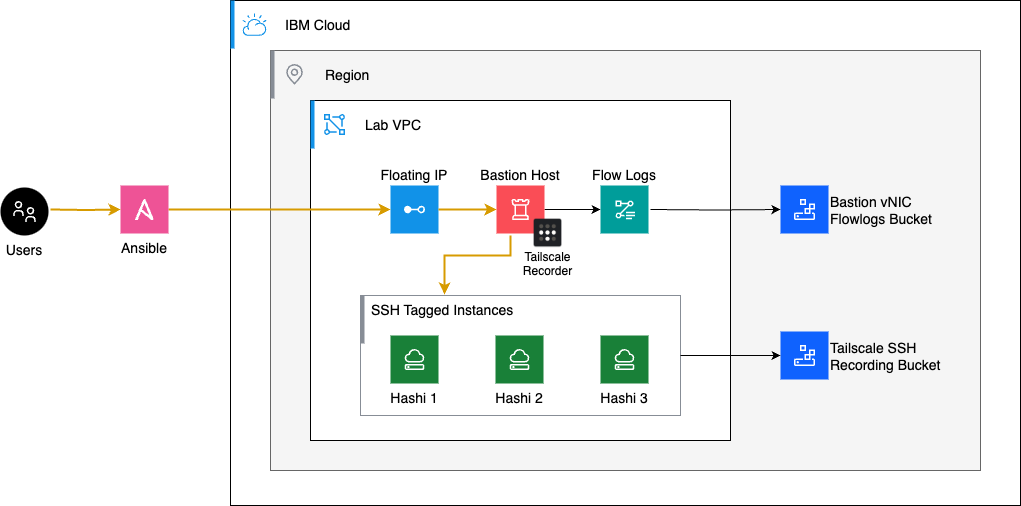 IBM Cloud
Region
Lab VPC
Floating IP
Bastion Host
Flow Logs
Bastion vNIC
Flowlogs Bucket
Users
Ansible
Tailscale
Recorder
SSH Tagged Instances
Hashi 1
Hashi 2
Hashi 3
Tailscale SSH
Recording Bucket